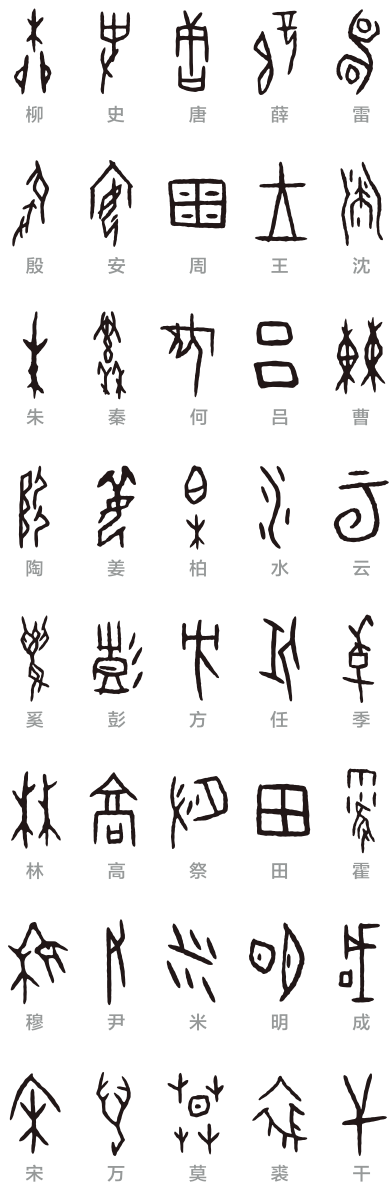 柳 史 唐 薛 雷
殷 安 周 王 沈
朱 秦 何 吕 曹
陶 姜 柏 水 云
奚 彭 方 任 季
林 高 祭 田 霍
穆 尹 米 明 成
宋 万 莫 裘 干